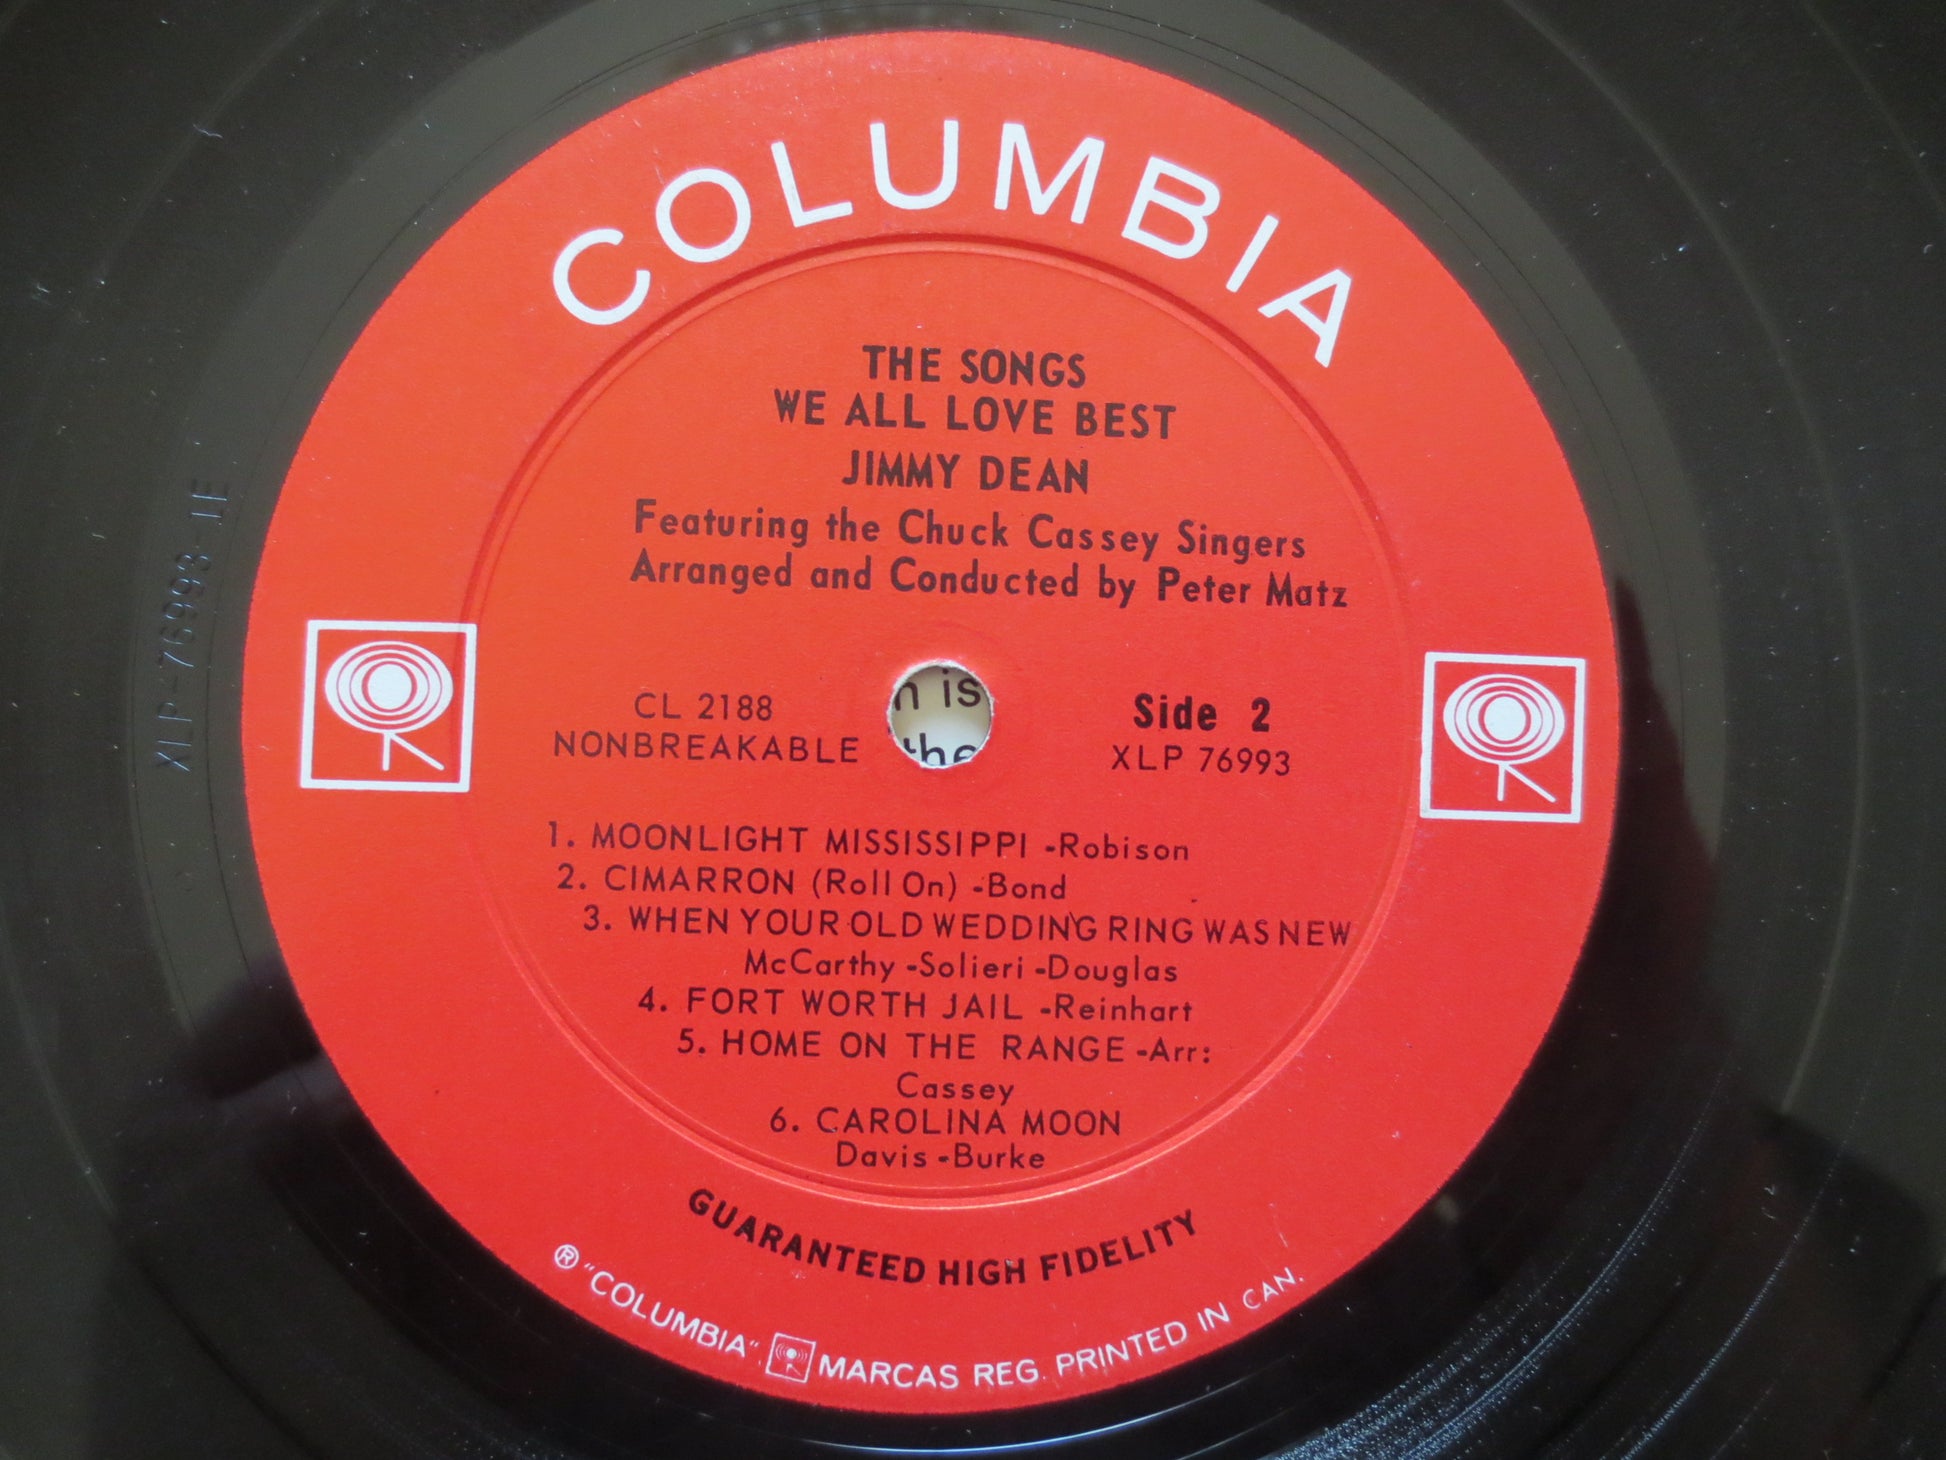 COLUMBIA
THE SONGS
WE ALL LOVE BEST
JIMMY DEAN
Featuring the Chuck Cassey Singers
Arranged and Conducted by Peter Matz
CL 2188
NONBREAKABLE
n is
the
Side 2
XLP 76993
XLP-76993-1E
1. MOONLIGHT MISSISSIPPI -Robison
2. CIMARRON (Roll On) -Bond
3. WHEN YOUR OLD WEDDING RING WAS NEW
McCarthy -Solieri -Douglas
4. FORT WORTH JAIL -Reinhart
5. HOME ON THE RANGE -Arr:
Cassey
6. CAROLINA MOON
Davis -Burke
GUARANTEED HIGH FIDELITY
® "COLUMBIA" MARCAS REG. PRINTED IN CAN.